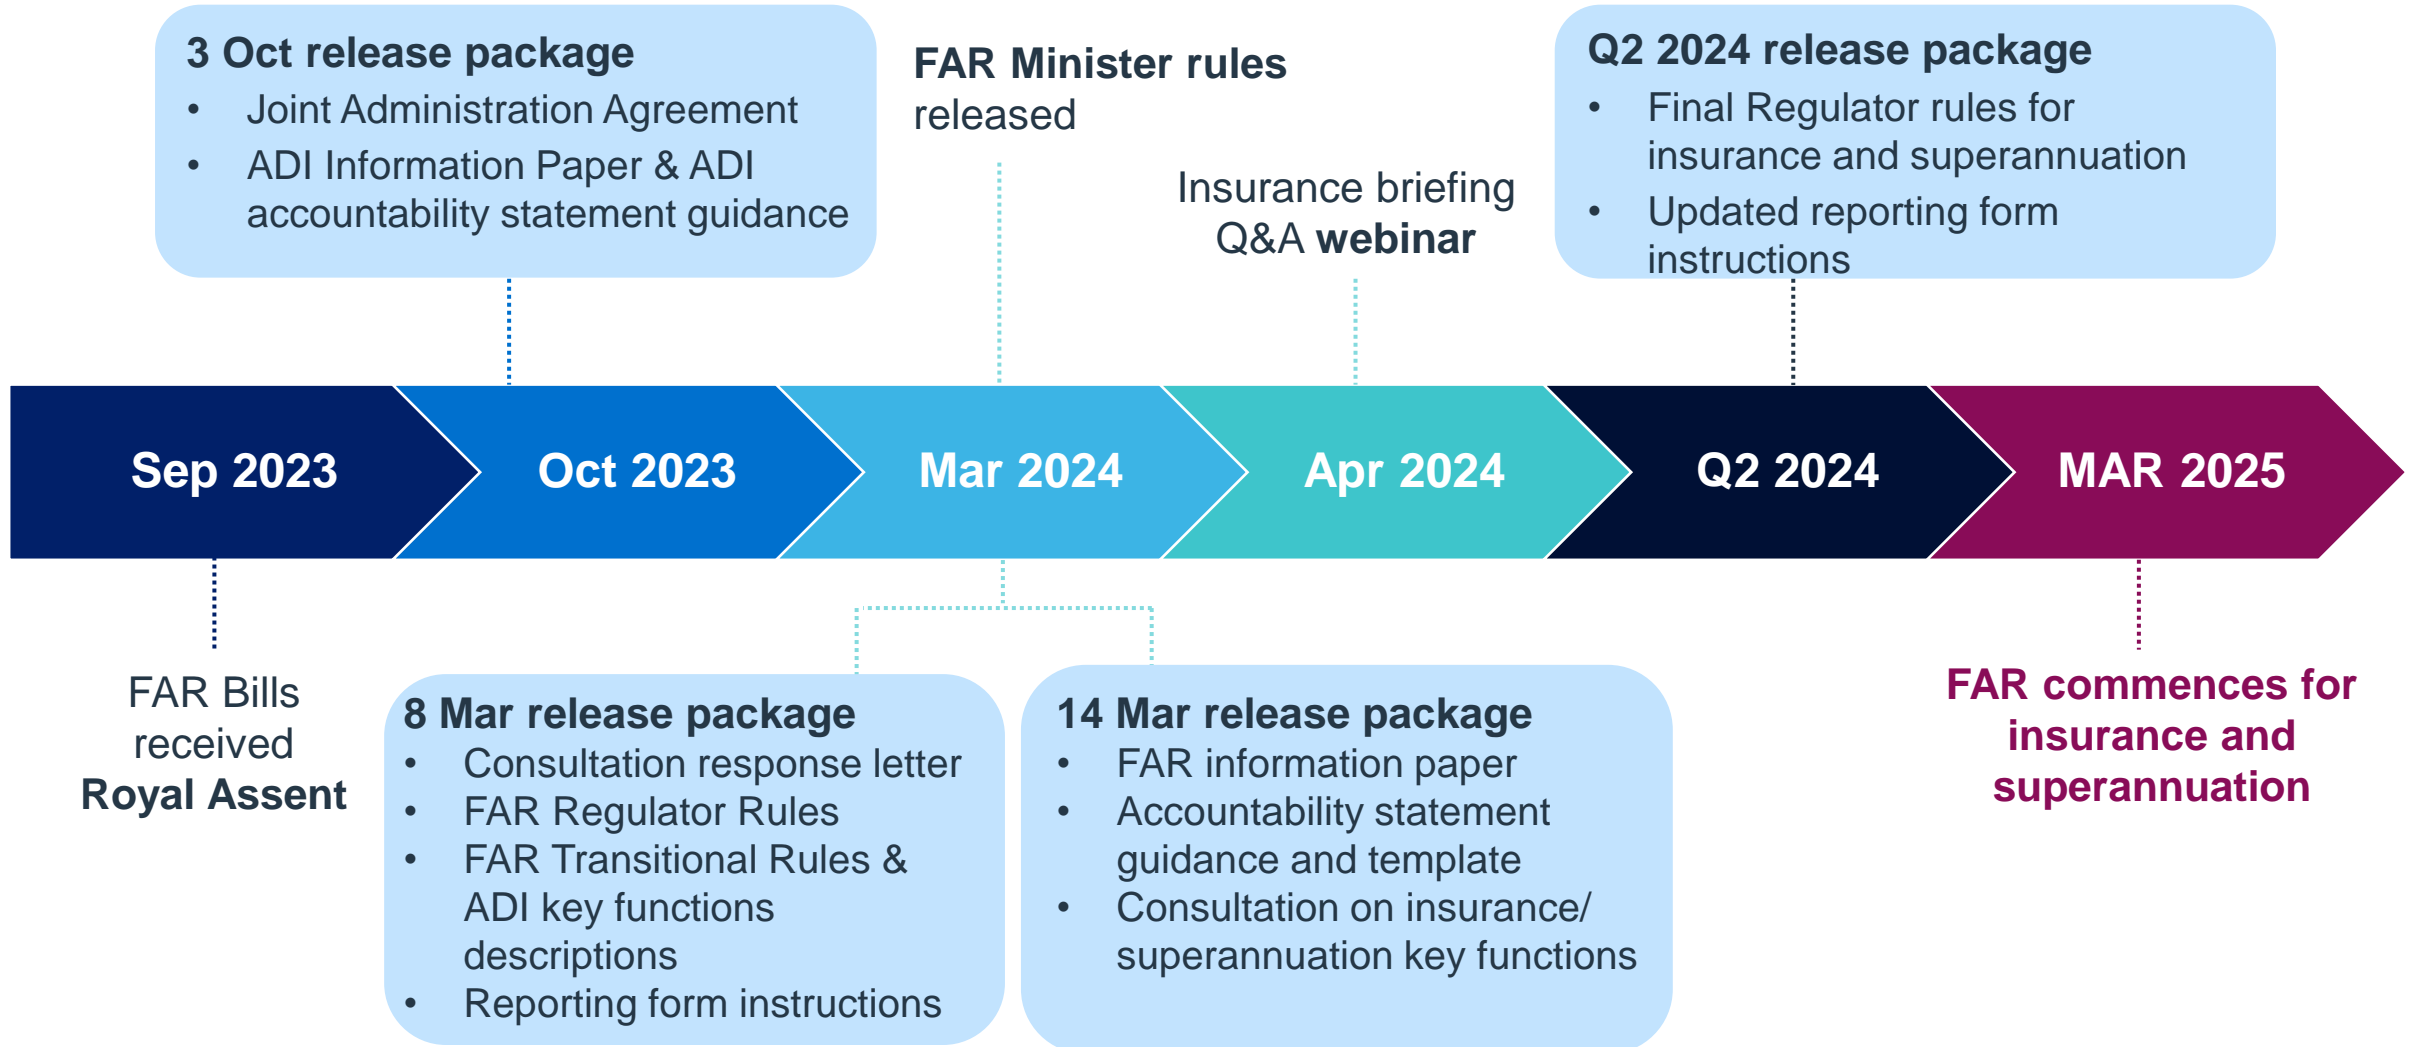 3 Oct release package
• Joint Administration Agreement
• ADI Information Paper & ADI
accountability statement guidance
FAR Minister rules
released
Insurance briefing
Q&A webinar
Q2 2024 release package
• Final Regulator rules for
insurance and superannuation
• Updated reporting form
instructions
Sep 2023
Oct 2023
Mar 2024
Apr 2024
Q2 2024
MAR 2025
FAR Bills
received
Royal Assent
8 Mar release package
• Consultation response letter
• FAR Regulator Rules
• FAR Transitional Rules &
ADI key functions
descriptions
• Reporting form instructions
14 Mar release package
• FAR information paper
• Accountability statement
guidance and template
• Consultation on insurance/
superannuation key functions
FAR commences for
insurance and
superannuation